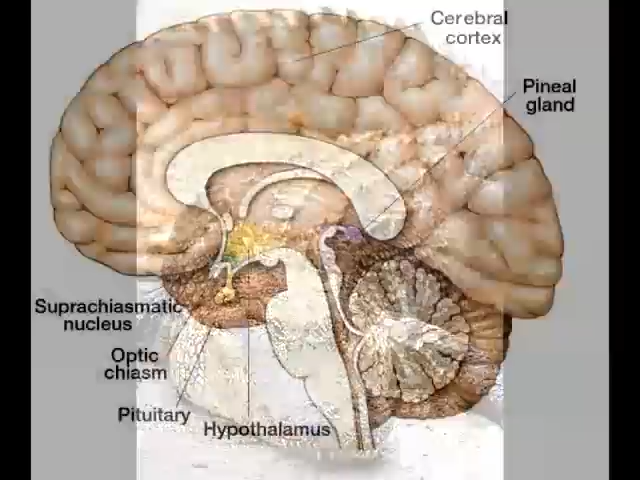 Cerebral
cortex
Pineal
gland
Suprachiasmatic
nucleus
Optic
chiasm
Pituitary
Hypothalamus